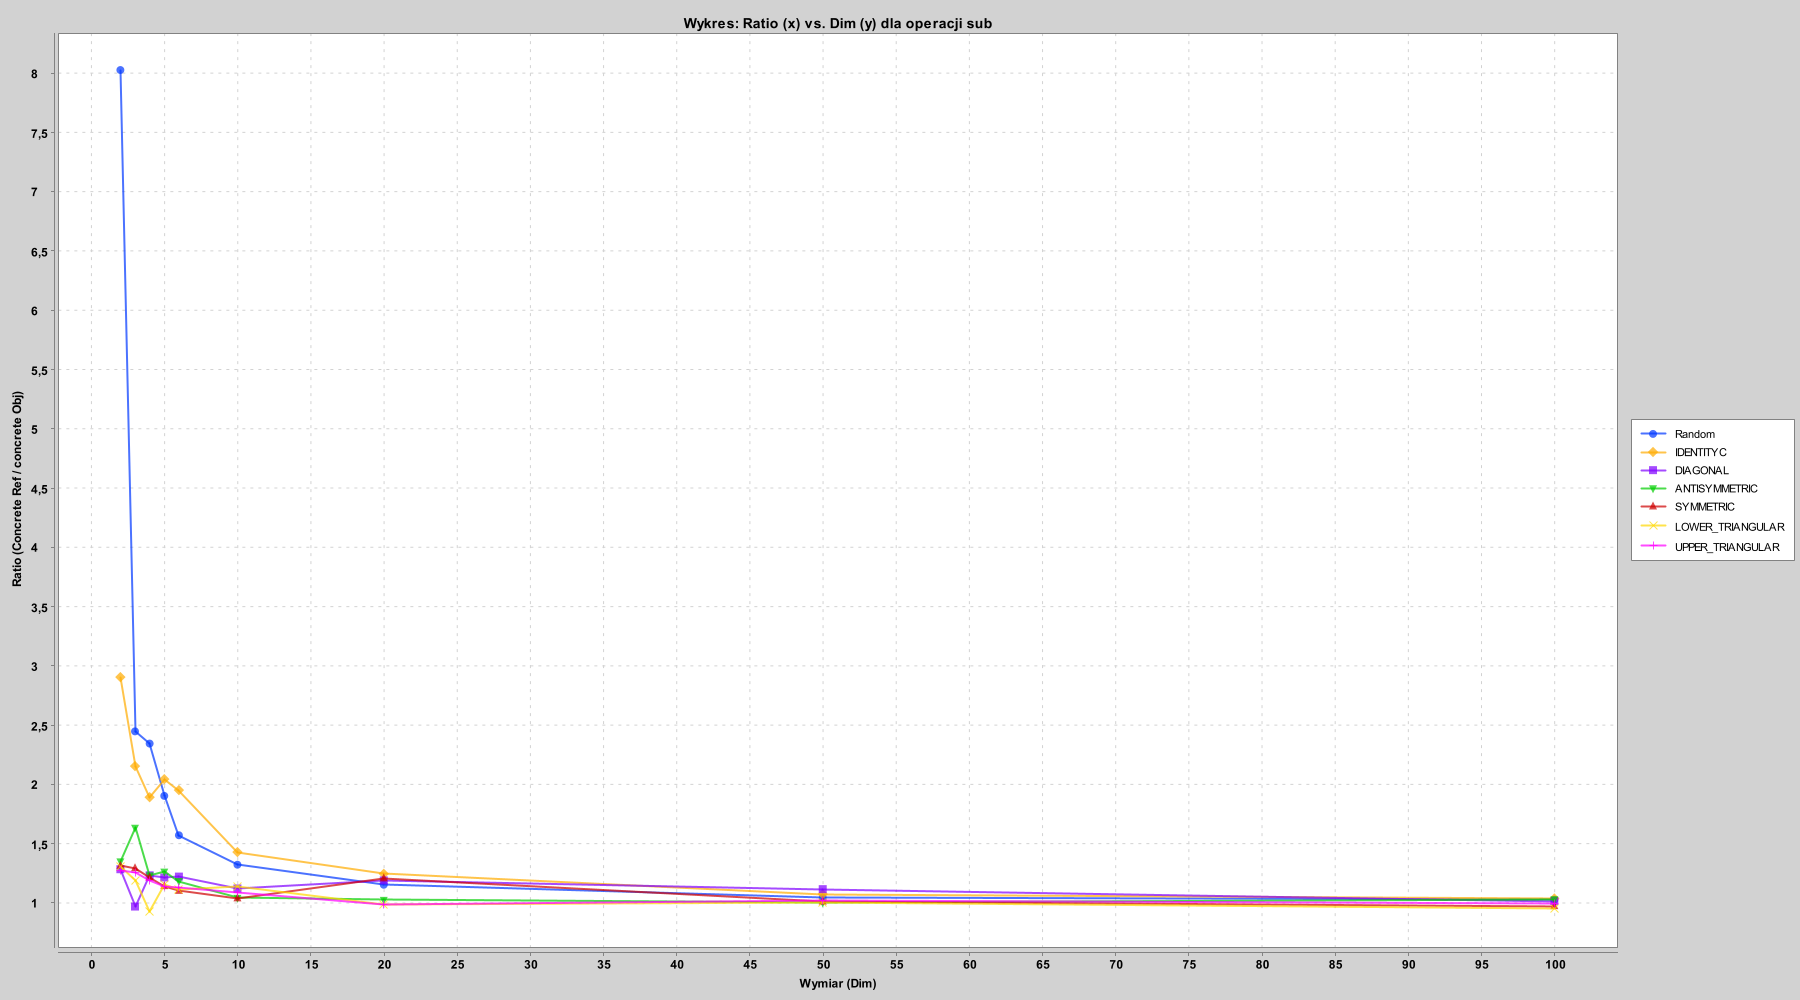 Wykres: Ratio (x) vs. Dim (y) dla operacji sub
Ratio (Concrete Ref / concrete Obj)
8
7,5
7
6,5
6
5,5
5
4,5
4
3,5
3
2,5
2
1,5
1
0 5 10 15 20 25 30 35 40 45 50 55 60 65 70 75 80 85 90 95 100
Wymiar (Dim)
Random
IDENTITYC
DIAGONAL
ANTISYMMETRIC
SYMMETRIC
LOWER_TRIANGULAR
UPPER_TRIANGULAR